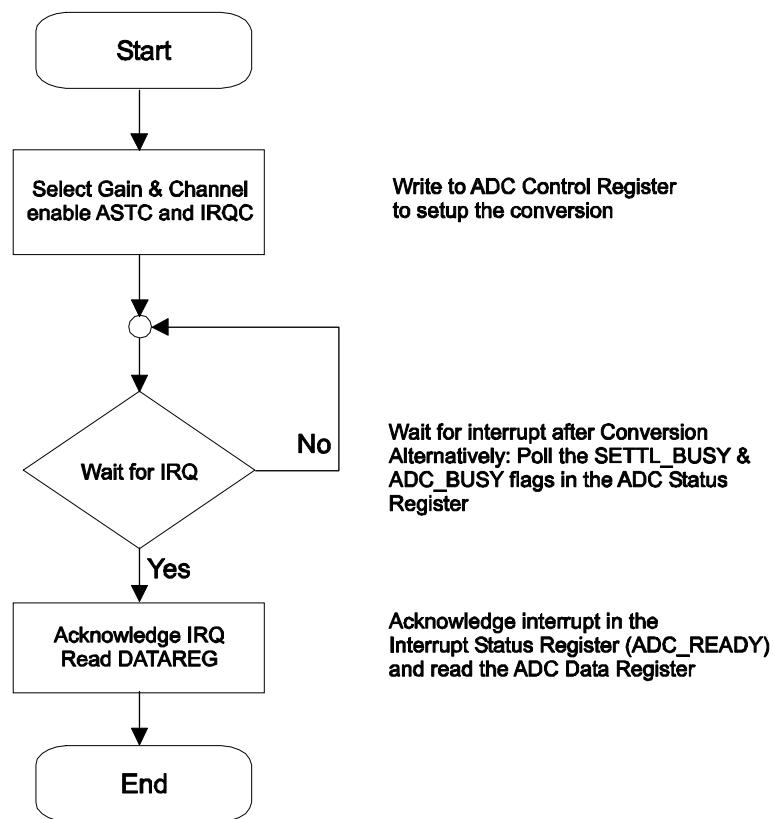 Start
Select Gain & Channel
enable ASTC and IRQC
Write to ADC Control Register
to setup the conversion
No
Wait for IRQ
Wait for interrupt after Conversion
Alternatively: Poll the SETTL_BUSY &
ADC_BUSY flags in the ADC Status
Register
Yes
Acknowledge IRQ
Read DATAREG
Acknowledge interrupt in the
Interrupt Status Register (ADC_READY)
and read the ADC Data Register
End